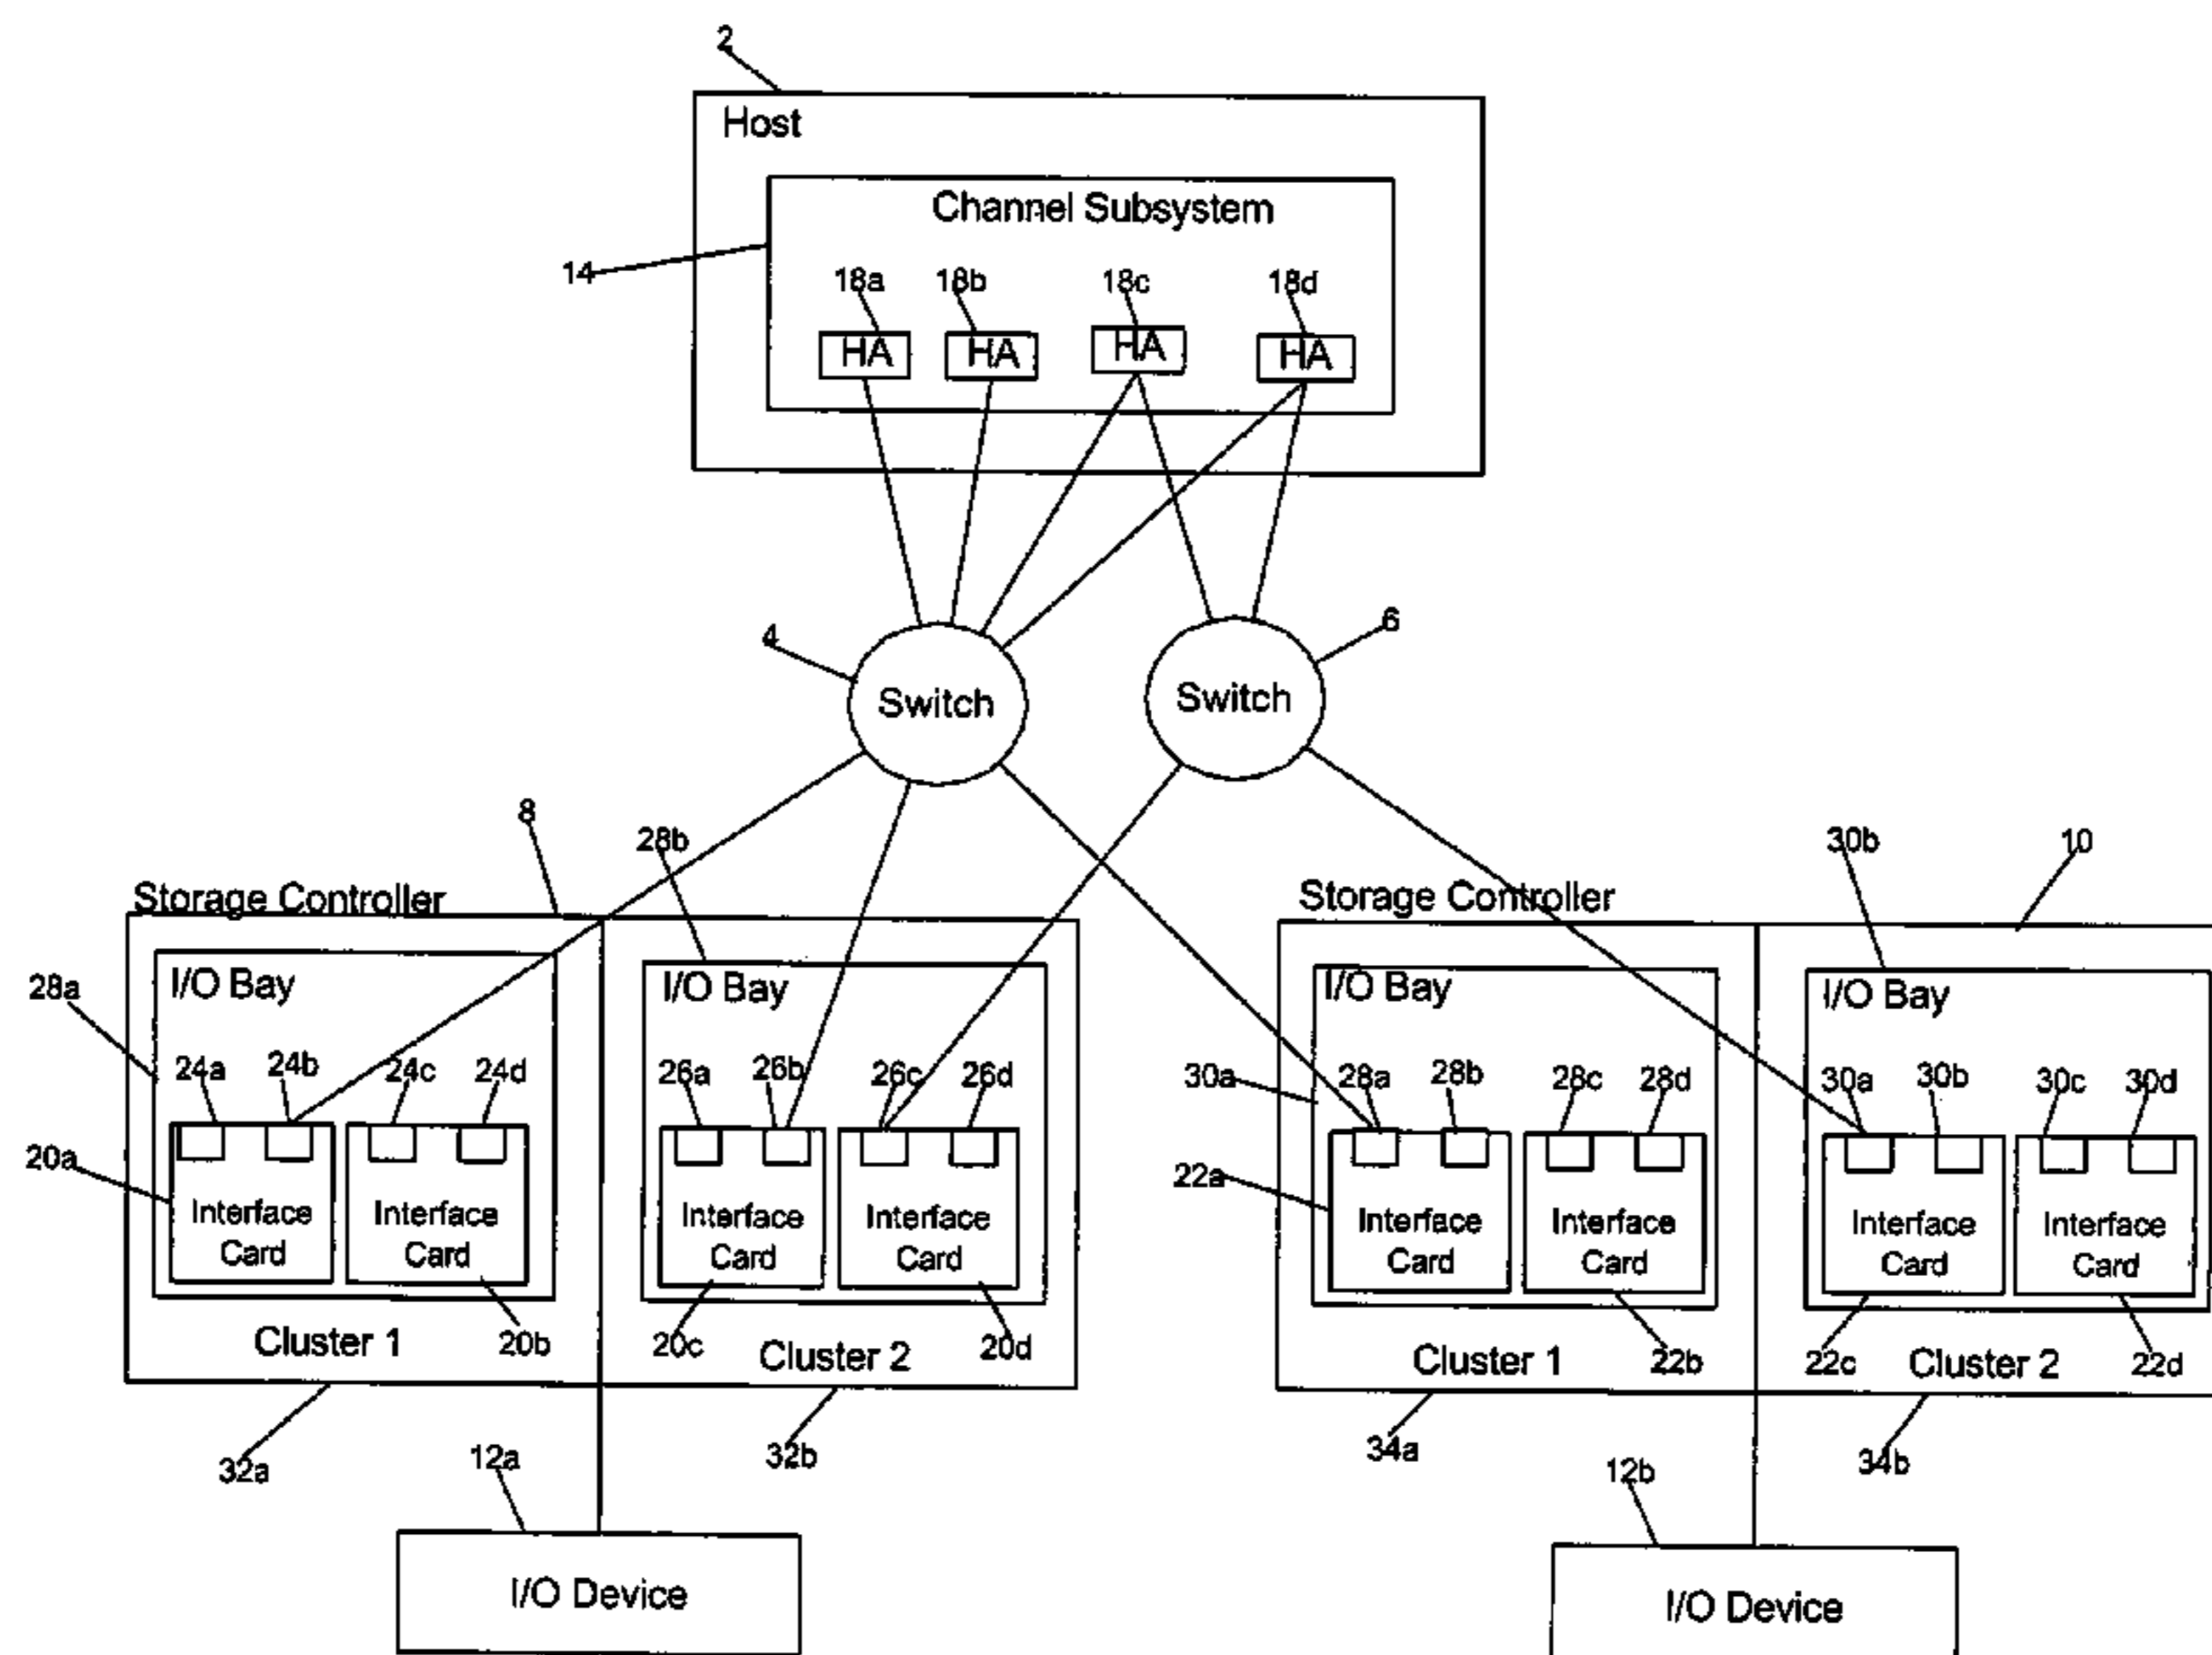 2
Host
Channel Subsystem
14
18a 18b 18c 18d
HA HA HA HA
4 6
Switch Switch
8 28b 30b 10
Storage Controller Storage Controller
28a I/O Bay I/O Bay I/O Bay I/O Bay
24a 24b 24c 24d 26a 26b 26c 26d 30a 28a 28b 28c 28d 30a 30b 30c 30d
20a 22a
Interface Card Interface Card Interface Card Interface Card Interface Card Interface Card Interface Card Interface Card
Cluster 1 20b 20c Cluster 2 20d Cluster 1 22b 22c Cluster 2 22d
32a 12a 32b 34a 12b 34b
I/O Device I/O Device